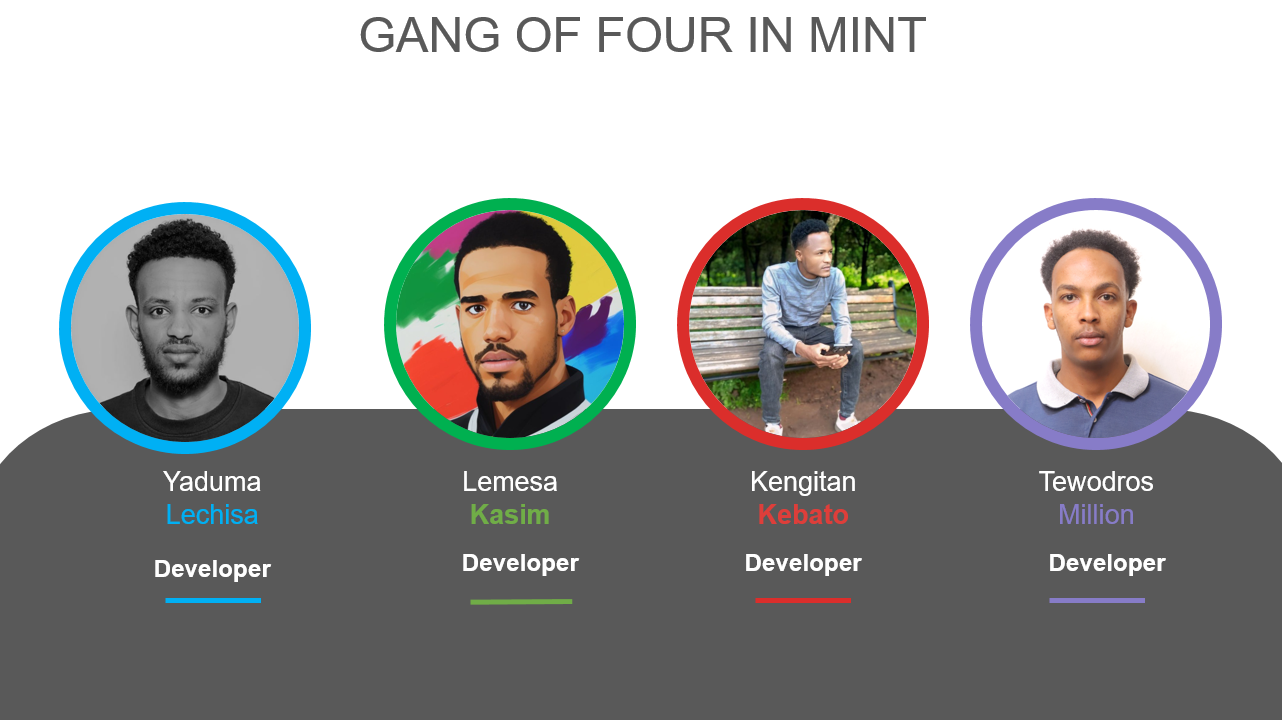 GANG OF FOUR IN MINT
Yaduma
Lechisa
Developer
Lemesa
Kasim
Developer
Kengitan
Kebato
Developer
Tewodros
Million
Developer